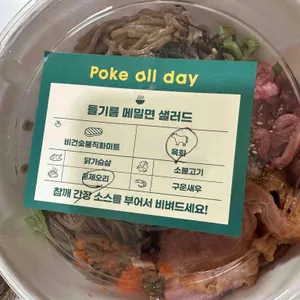 Poke all day
들기름 메밀면 샐러드
비건숯불직화미트
육회
닭가슴살
소불고기
훈제오리
구운새우
참깨 간장 소스를 부어서 비벼드세요!